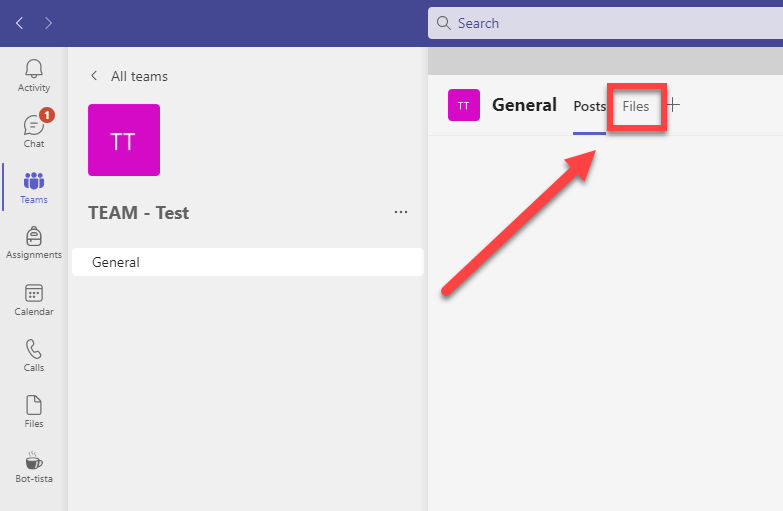 Search
Activity
1
Chat
Teams
Assignments
Calendar
Calls
Files
Bot-tista
All teams
TT
TEAM - Test
...
General
TT
General
Posts
Files